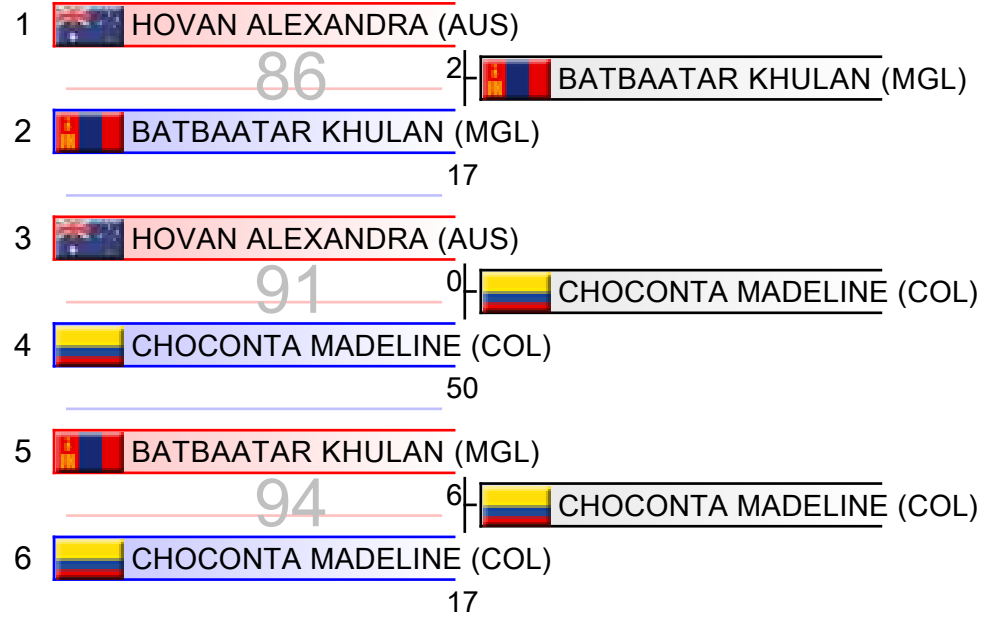 1 HOVAN ALEXANDRA (AUS)
86 2 BATBAATAR KHULAN (MGL)
2 BATBAATAR KHULAN (MGL)
17
3 HOVAN ALEXANDRA (AUS)
91 0 CHOCONTA MADELINE (COL)
4 CHOCONTA MADELINE (COL)
50
5 BATBAATAR KHULAN (MGL)
94 6 CHOCONTA MADELINE (COL)
6 CHOCONTA MADELINE (COL)
17